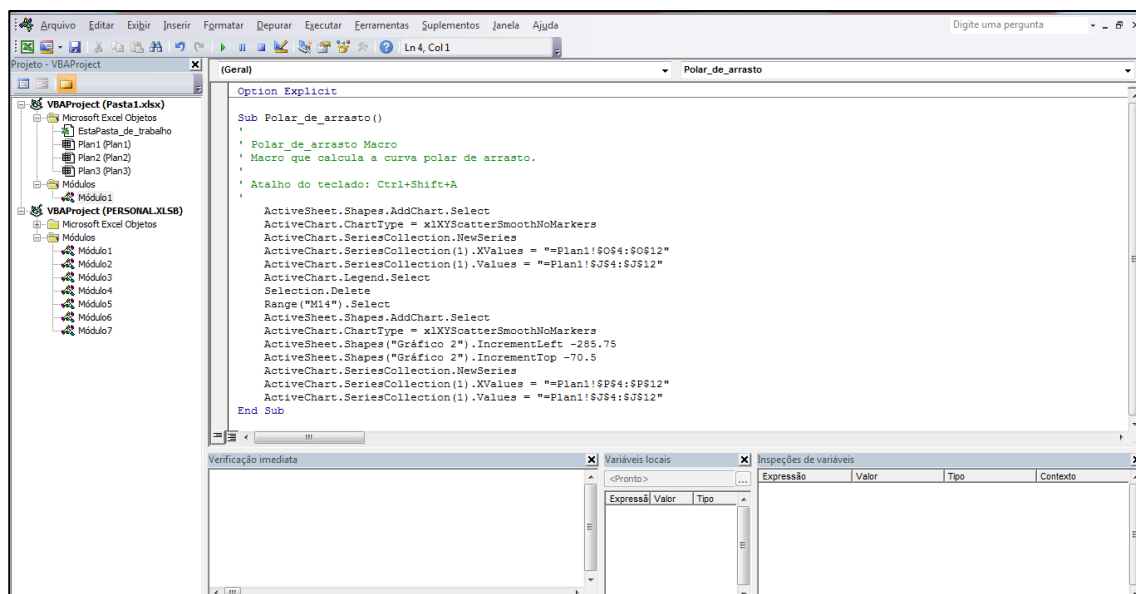 Arquivo Editar Exibir Inserir Formatar Depurar Executar Ferramentas Suplementos Janela Ajuda Digite uma pergunta
Ln 4, Col 1
Projeto - VBAProject
(Geral) Polar_de_arrasto
VBAProject (Pasta1.xlsx)
Microsoft Excel Objetos
EstaPasta_de_trabalho
Plan1 (Plan1)
Plan2 (Plan2)
Plan3 (Plan3)
Módulos
Módulo1
VBAProject (PERSONAL.XLSB)
Microsoft Excel Objetos
Módulos
Módulo1
Módulo2
Módulo3
Módulo4
Módulo5
Módulo6
Módulo7
Option Explicit
Sub Polar_de_arrasto()
'
' Polar_de_arrasto Macro
' Macro que calcula a curva polar de arrasto.
'
' Atalho do teclado: Ctrl+Shift+A
'
ActiveSheet.Shapes.AddChart.Select
ActiveChart.ChartType = xlXYScatterSmoothNoMarkers
ActiveChart.SeriesCollection.NewSeries
ActiveChart.SeriesCollection(1).XValues = "=Plan1!$O$4:$O$12"
ActiveChart.SeriesCollection(1).Values = "=Plan1!$J$4:$J$12"
ActiveChart.Legend.Select
Selection.Delete
Range("M14").Select
ActiveSheet.Shapes.AddChart.Select
ActiveChart.ChartType = xlXYScatterSmoothNoMarkers
ActiveSheet.Shapes("Gráfico 2").IncrementLeft -285.75
ActiveSheet.Shapes("Gráfico 2").IncrementTop -70.5
ActiveChart.SeriesCollection.NewSeries
ActiveChart.SeriesCollection(1).XValues = "=Plan1!$P$4:$P$12"
ActiveChart.SeriesCollection(1).Values = "=Plan1!$J$4:$J$12"
End Sub
Verificação imediata
Variáveis locais
<Pronto>
...
Expressã Valor Tipo
Inspeções de variáveis
Expressão Valor Tipo Contexto